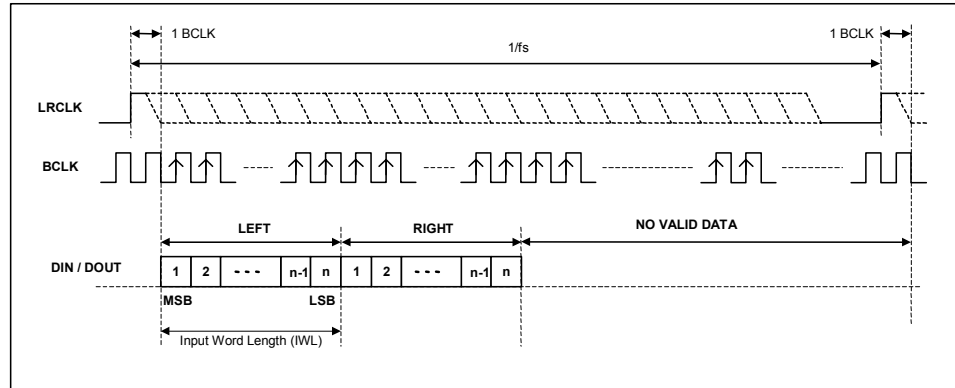 1 BCLK
1 BCLK
1/fs
LRCLK
BCLK
LEFT
RIGHT
NO VALID DATA
DIN / DOUT
1 2 - - - n-1 n 1 2 - - - n-1 n
MSB
LSB
Input Word Length (IWL)